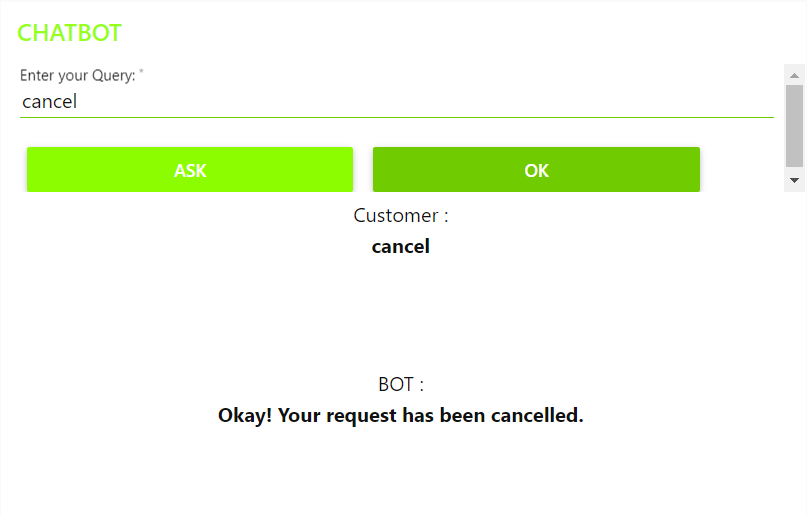 CHATBOT
Enter your Query: *
cancel
ASK
OK
Customer :
cancel
BOT :
Okay! Your request has been cancelled.